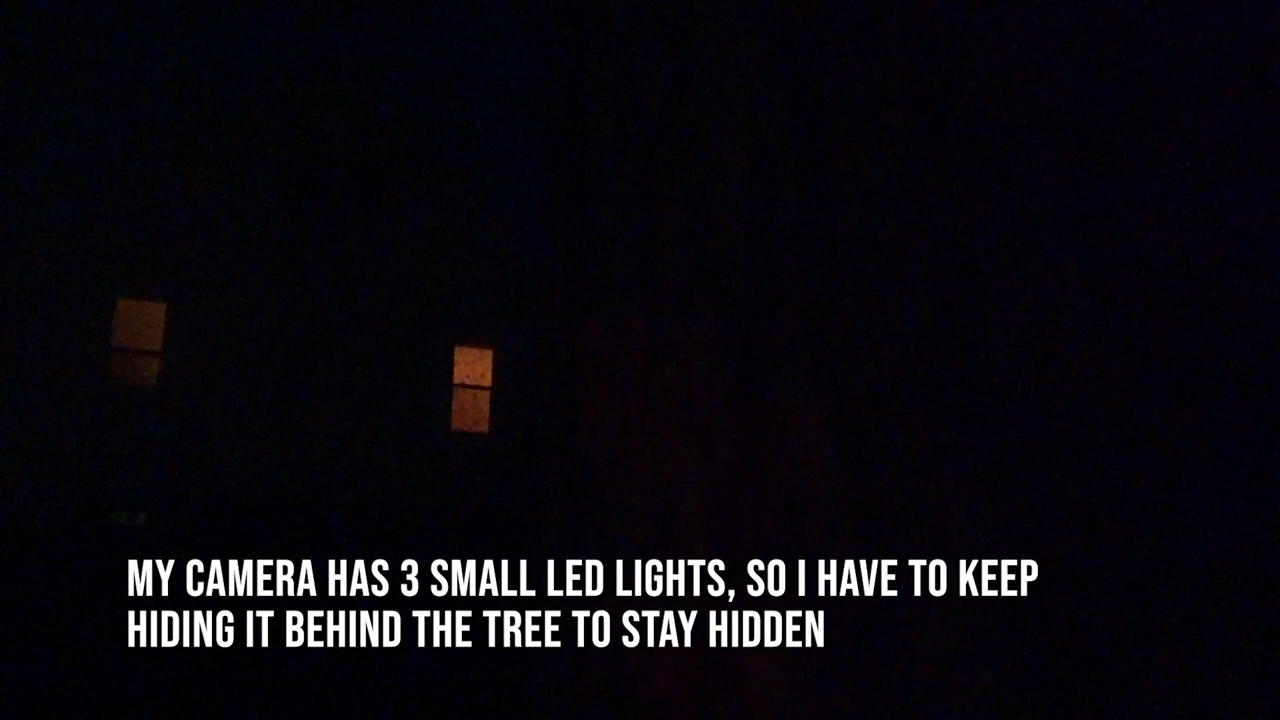 MY CAMERA HAS 3 SMALL LED LIGHTS, SO I HAVE TO KEEP
HIDING IT BEHIND THE TREE TO STAY HIDDEN